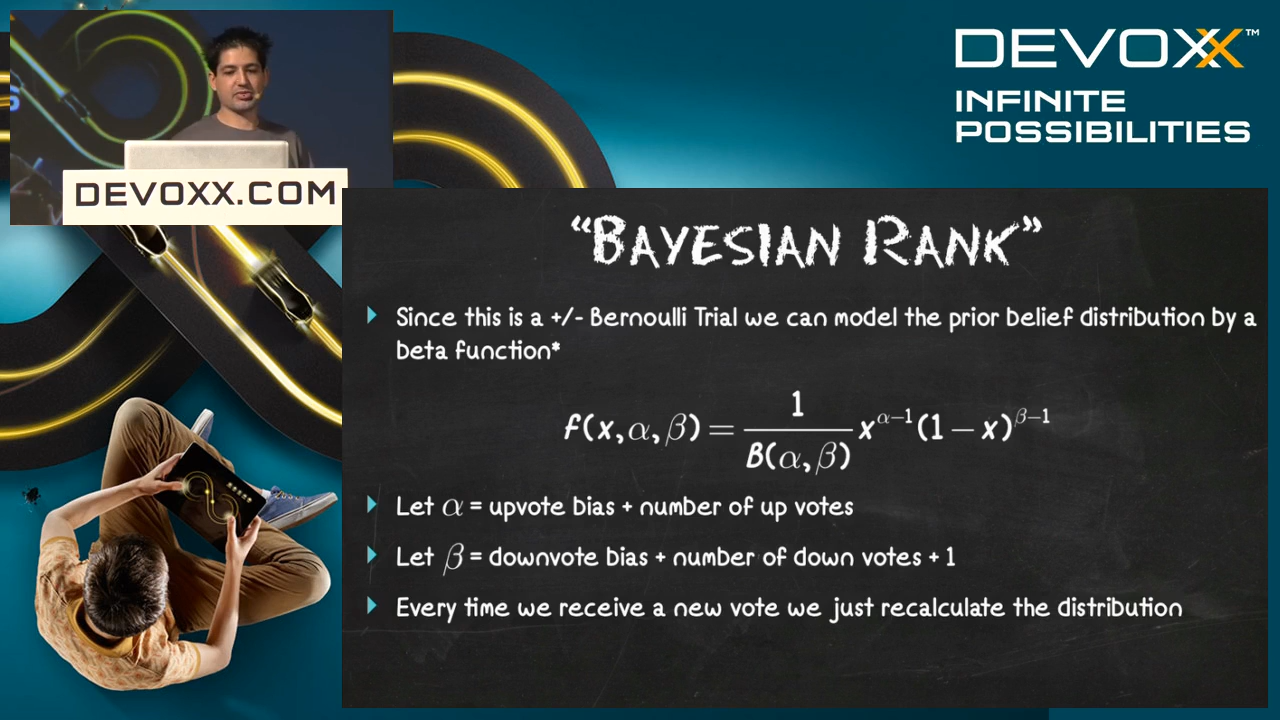 DEVOXX™
INFINITE
POSSIBILITIES
DEVOXX.COM
“BAYESIAN RANK”
Since this is a +/- Bernoulli Trial we can model the prior belief distribution by a
beta function*
f(x, α, β) = 1/B(α, β) x^(α−1) (1 − x)^(β−1)
Let α = upvote bias + number of up votes
Let β = downvote bias + number of down votes + 1
Every time we receive a new vote we just recalculate the distribution